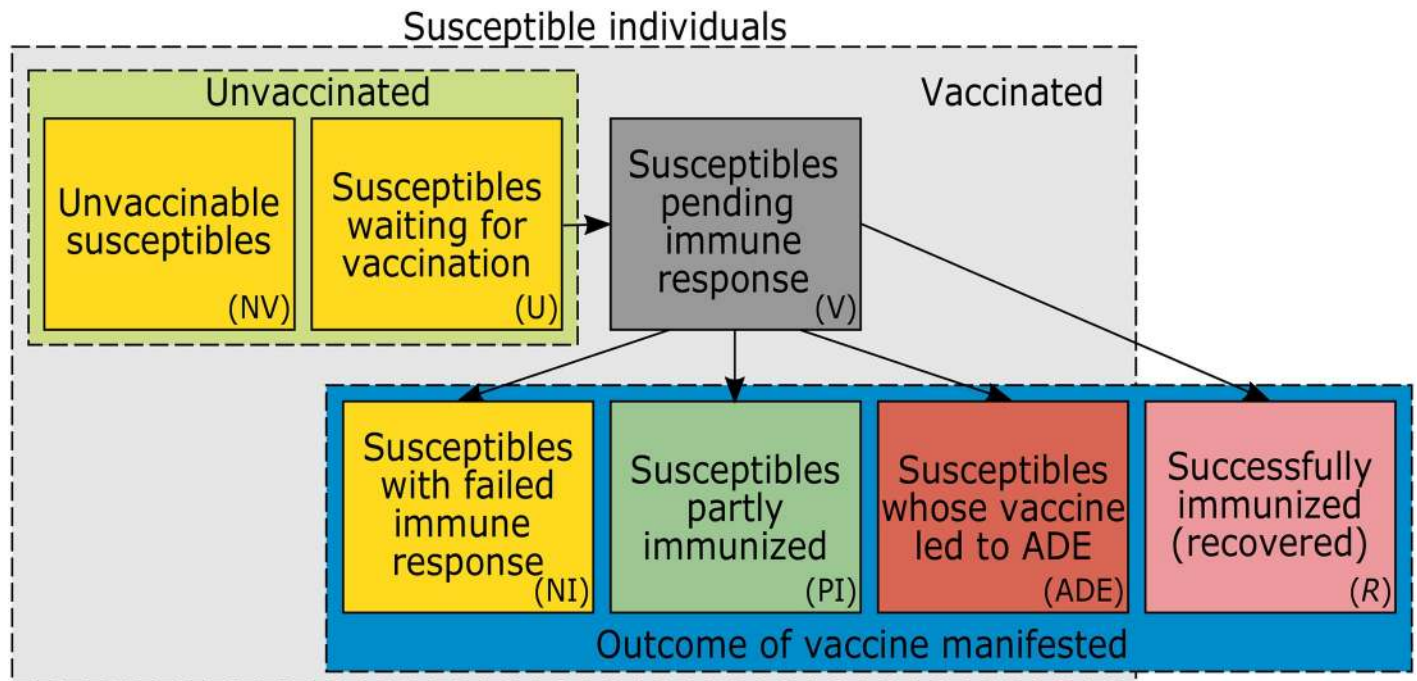 Susceptible individuals
Unvaccinated
Vaccinated
Unvaccinable
susceptibles
(NV)
Susceptibles
waiting for
vaccination
(U)
Susceptibles
pending
immune
response
(V)
Susceptibles
with failed
immune
response
(NI)
Susceptibles
partly
immunized
(PI)
Susceptibles
whose vaccine
led to ADE
(ADE)
Successfully
immunized
(recovered)
(R)
Outcome of vaccine manifested